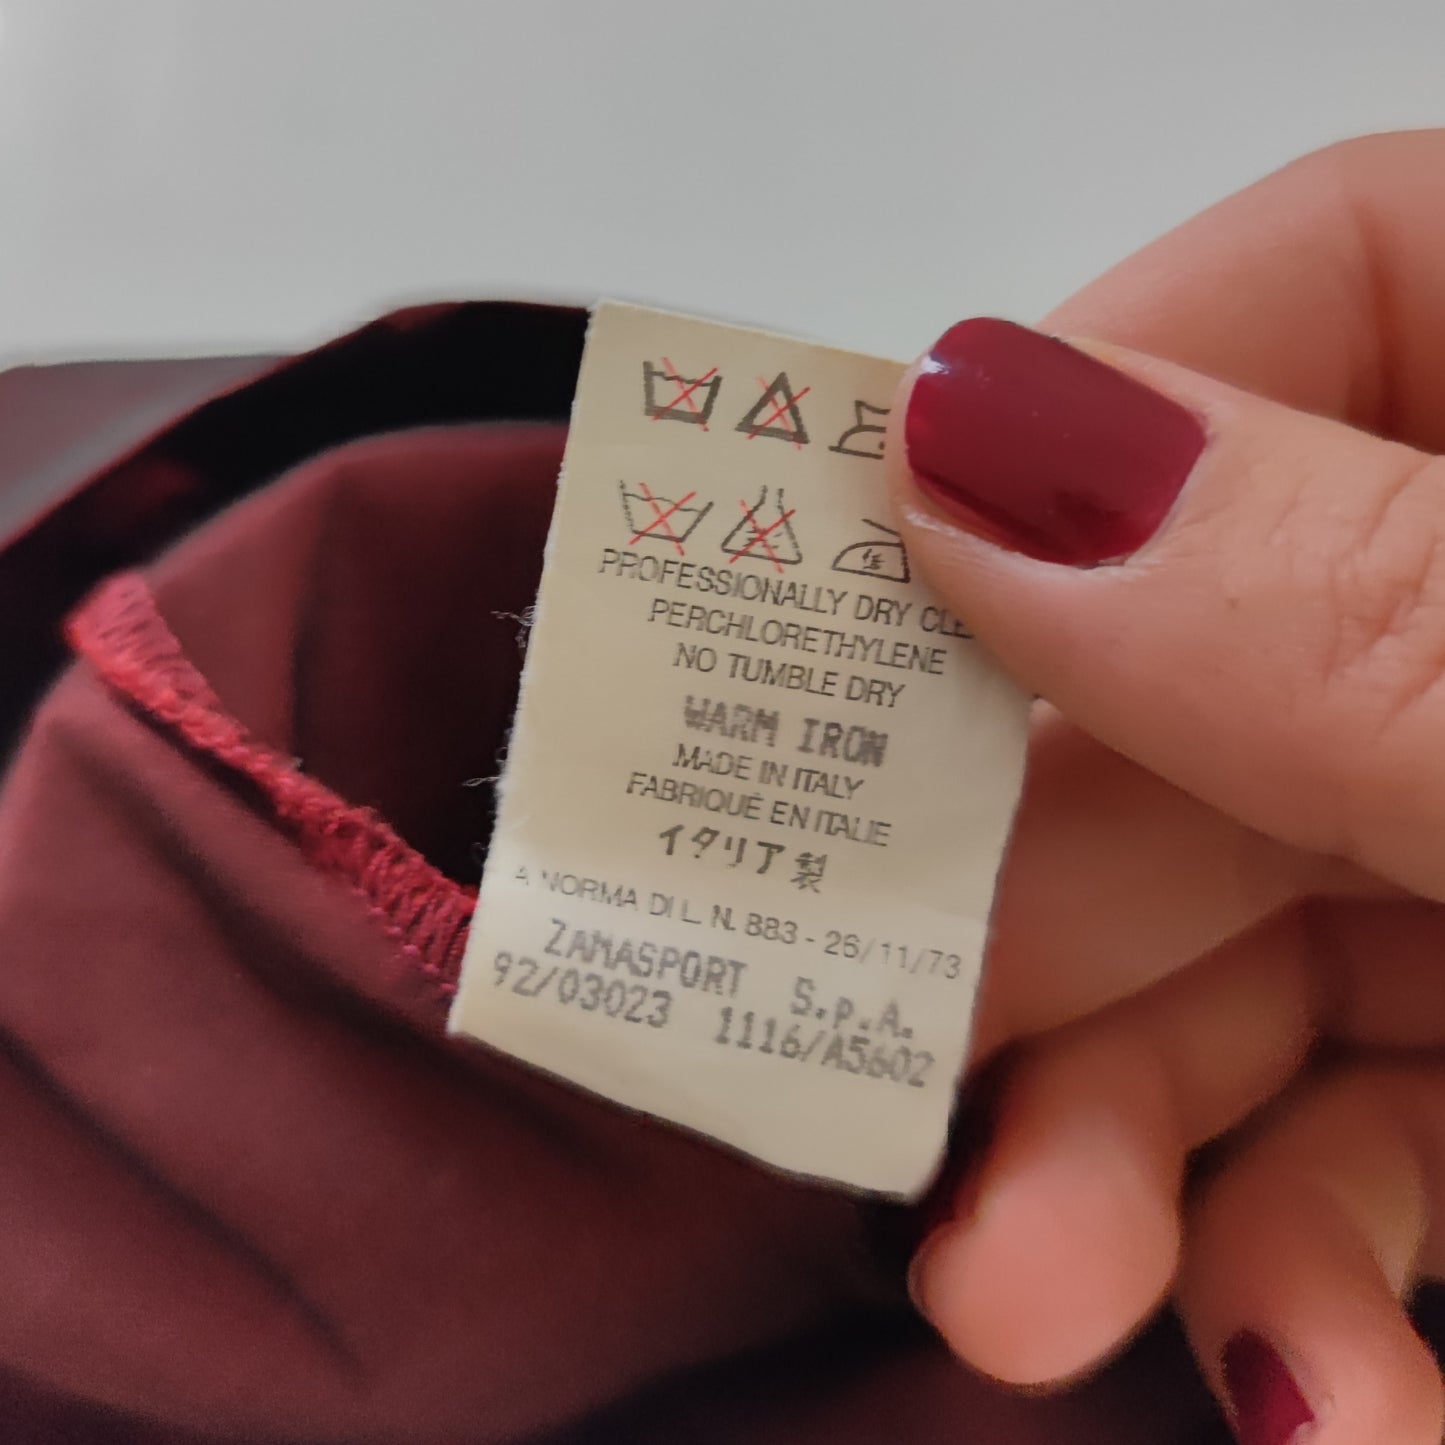 PROFESSIONALLY DRY CLE
PERCHLORETHYLENE
NO TUMBLE DRY
WARM IRON
MADE IN ITALY
FABRIQUÉ EN ITALIE
イタリア製
A NORMA DI L. N. 883 - 26/11/73
ZAMASPORT S.p.A.
92/03023 1116/A5602